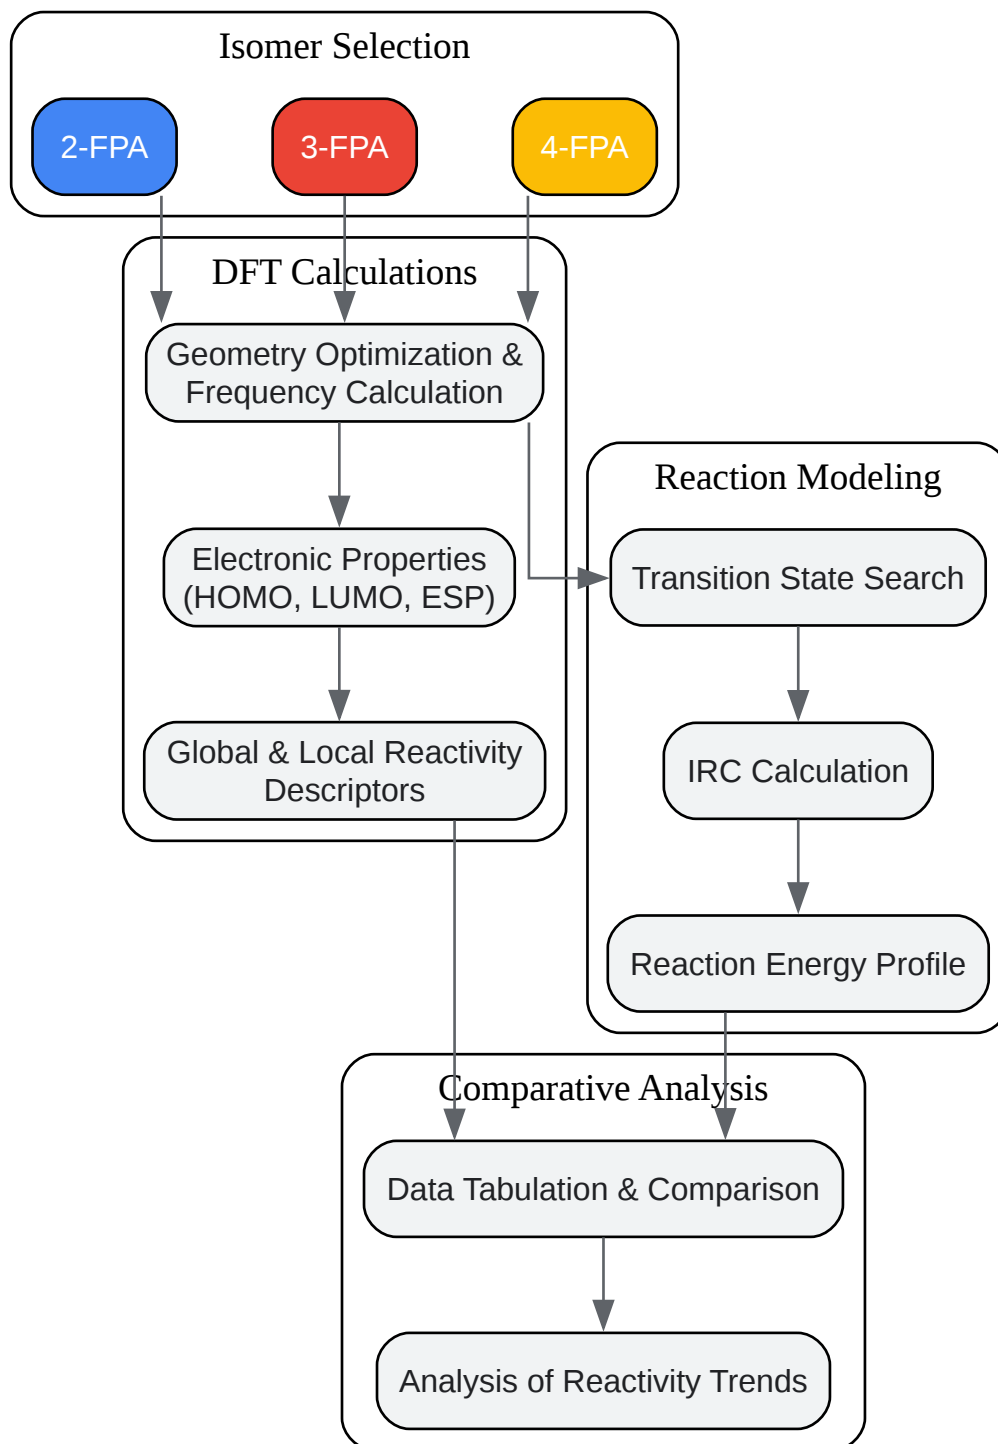 Isomer Selection
2-FPA
3-FPA
4-FPA
DFT Calculations
Geometry Optimization &
Frequency Calculation
Electronic Properties
(HOMO, LUMO, ESP)
Global & Local Reactivity
Descriptors
Reaction Modeling
Transition State Search
IRC Calculation
Reaction Energy Profile
Comparative Analysis
Data Tabulation & Comparison
Analysis of Reactivity Trends